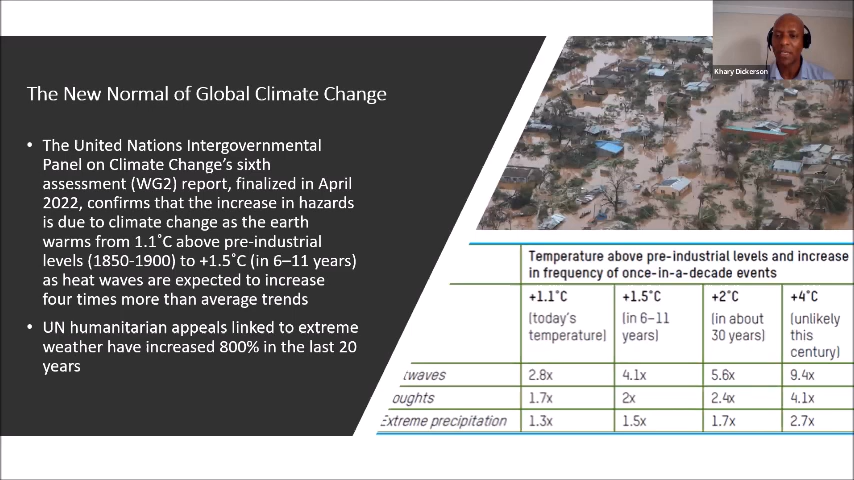 Khary Dickerson
The New Normal of Global Climate Change
• The United Nations Intergovernmental
Panel on Climate Change's sixth
assessment (WG2) report, finalized in April
2022, confirms that the increase in hazards
is due to climate change as the earth
warms from 1.1˚C above pre-industrial
levels (1850-1900) to +1.5˚C (in 6–11 years)
as heat waves are expected to increase
four times more than average trends
• UN humanitarian appeals linked to extreme
weather have increased 800% in the last 20
years
Temperature above pre-industrial levels and increase
in frequency of once-in-a-decade events
+1.1˚C +1.5˚C +2˚C +4˚C
(today's (in 6–11 (in about (unlikely
temperature) years) 30 years) this
century)
twaves 2.8x 4.1x 5.6x 9.4x
oughts 1.7x 2x 2.4x 4.1x
Extreme precipitation 1.3x 1.5x 1.7x 2.7x